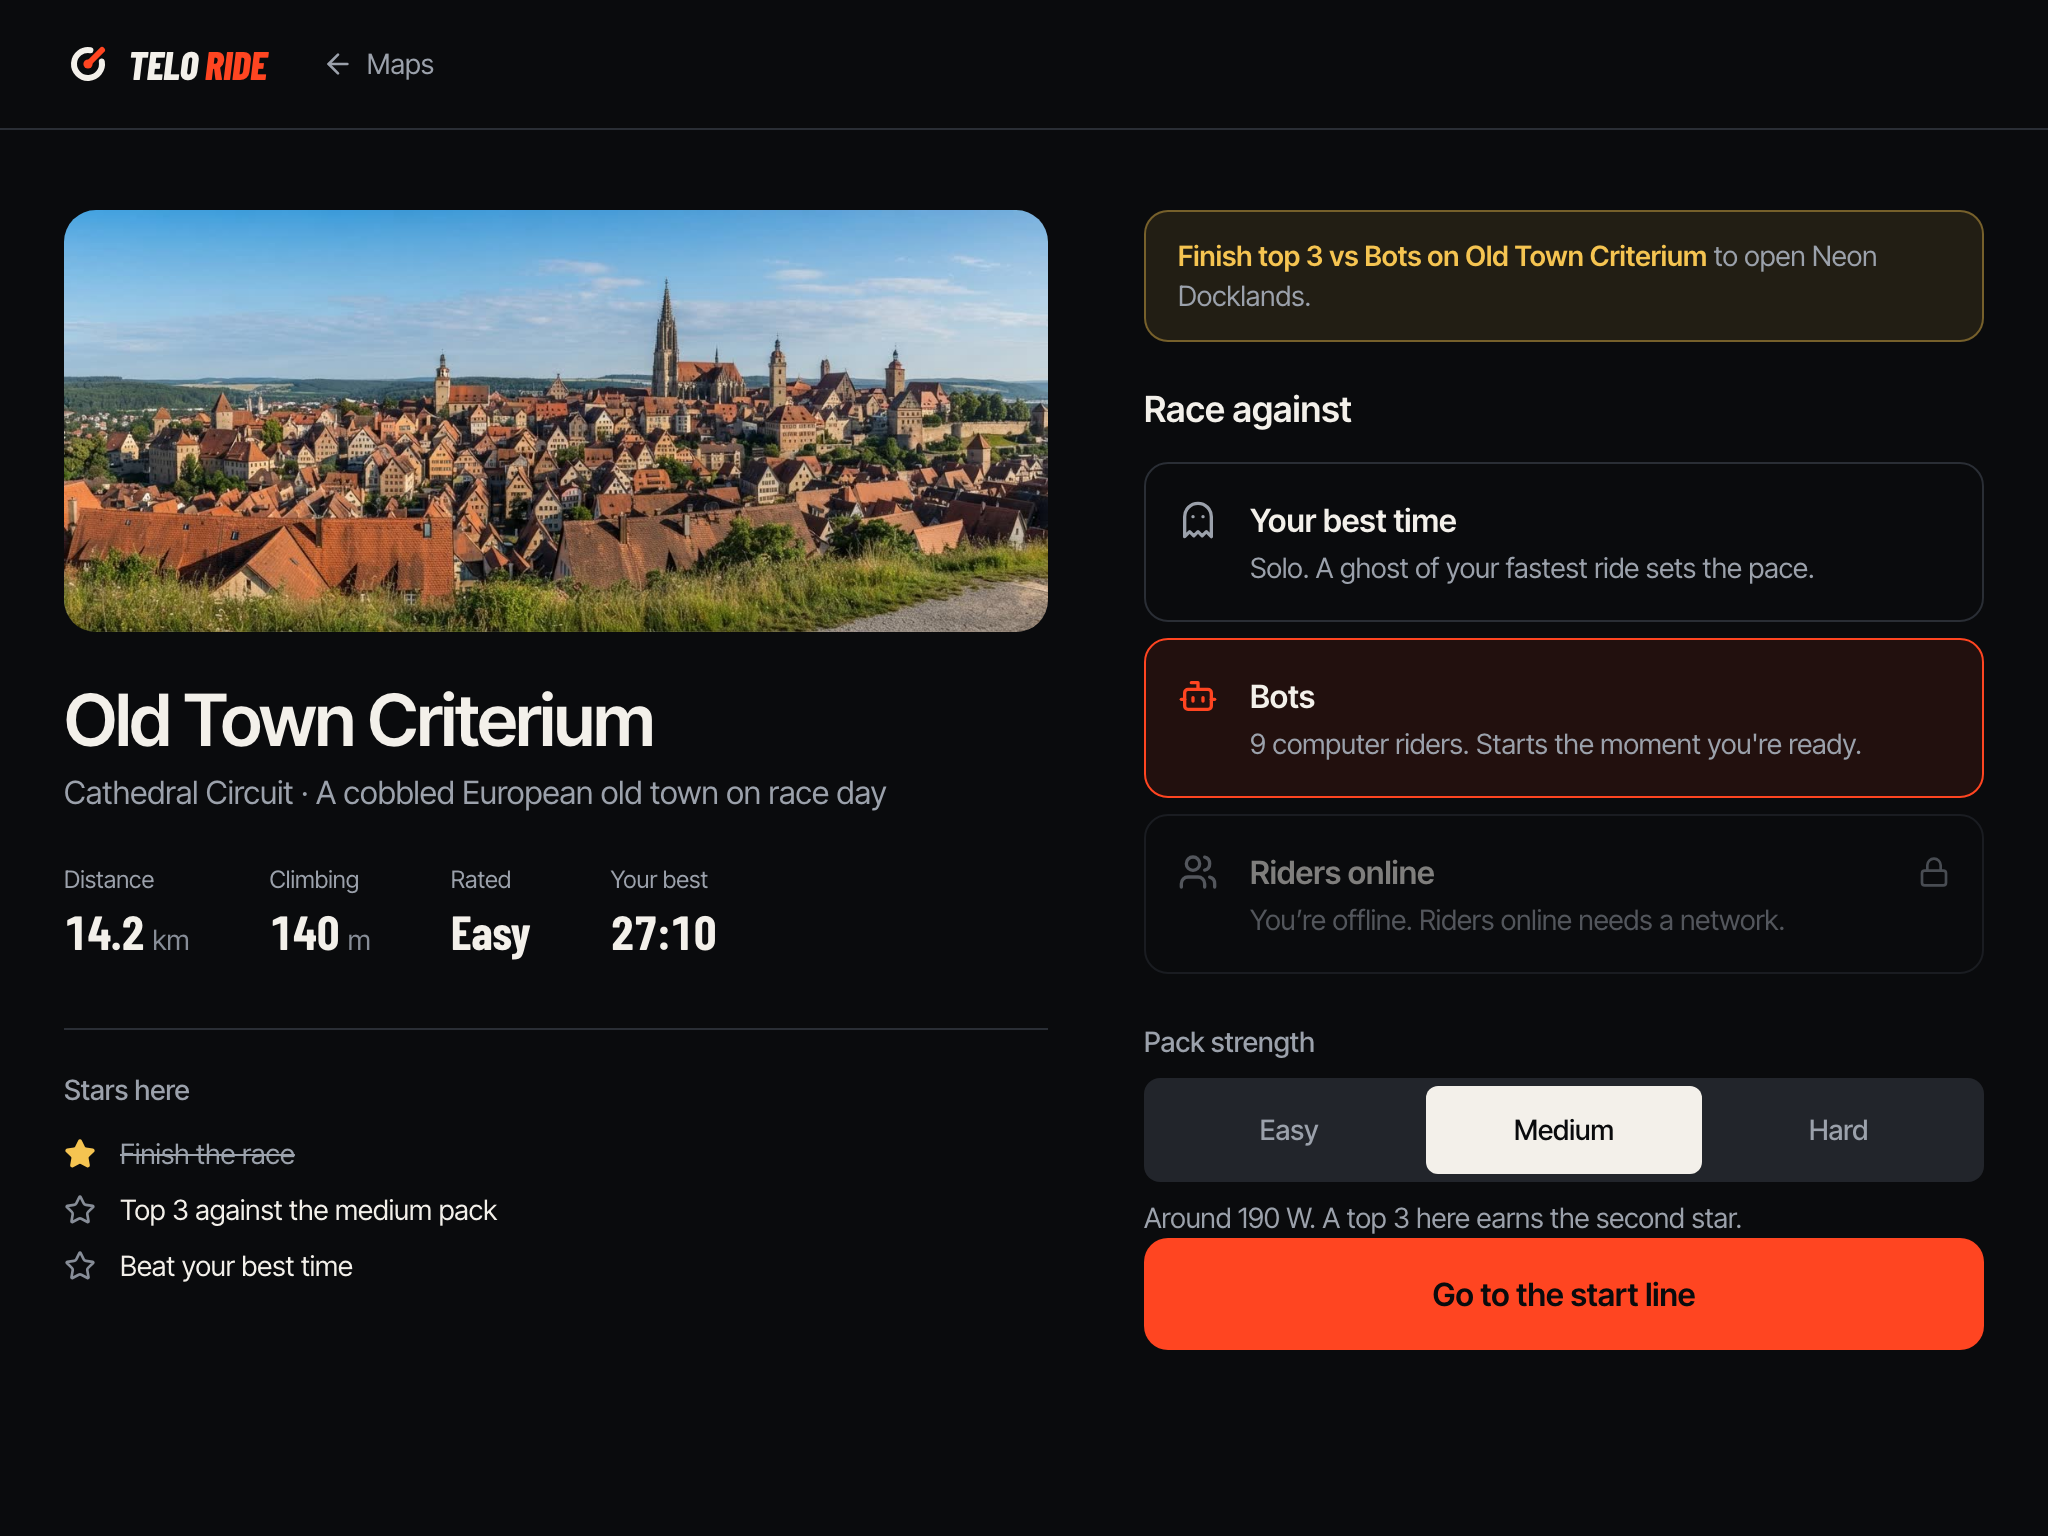 TELO RIDE
Maps
Old Town Criterium
Cathedral Circuit · A cobbled European old town on race day
Distance
14.2 km
Climbing
140 m
Rated
Easy
Your best
27:10
Stars here
Finish the race
Top 3 against the medium pack
Beat your best time
Finish top 3 vs Bots on Old Town Criterium to open Neon
Docklands.
Race against
Your best time
Solo. A ghost of your fastest ride sets the pace.
Bots
9 computer riders. Starts the moment you're ready.
Riders online
You’re offline. Riders online needs a network.
Pack strength
Easy
Medium
Hard
Around 190 W. A top 3 here earns the second star.
Go to the start line